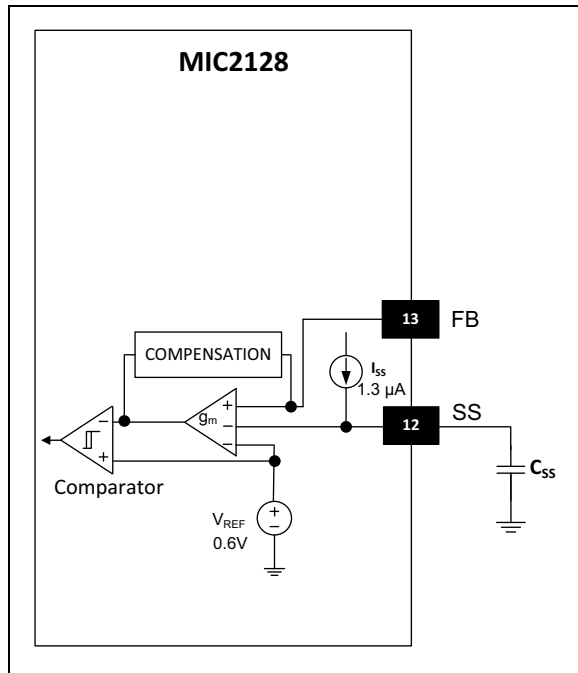 MIC2128
13 FB
COMPENSATION
I_SS
1.3 µA
+
g_m
−
−
−
+
12 SS
C_SS
Comparator
+
−
V_REF
0.6V